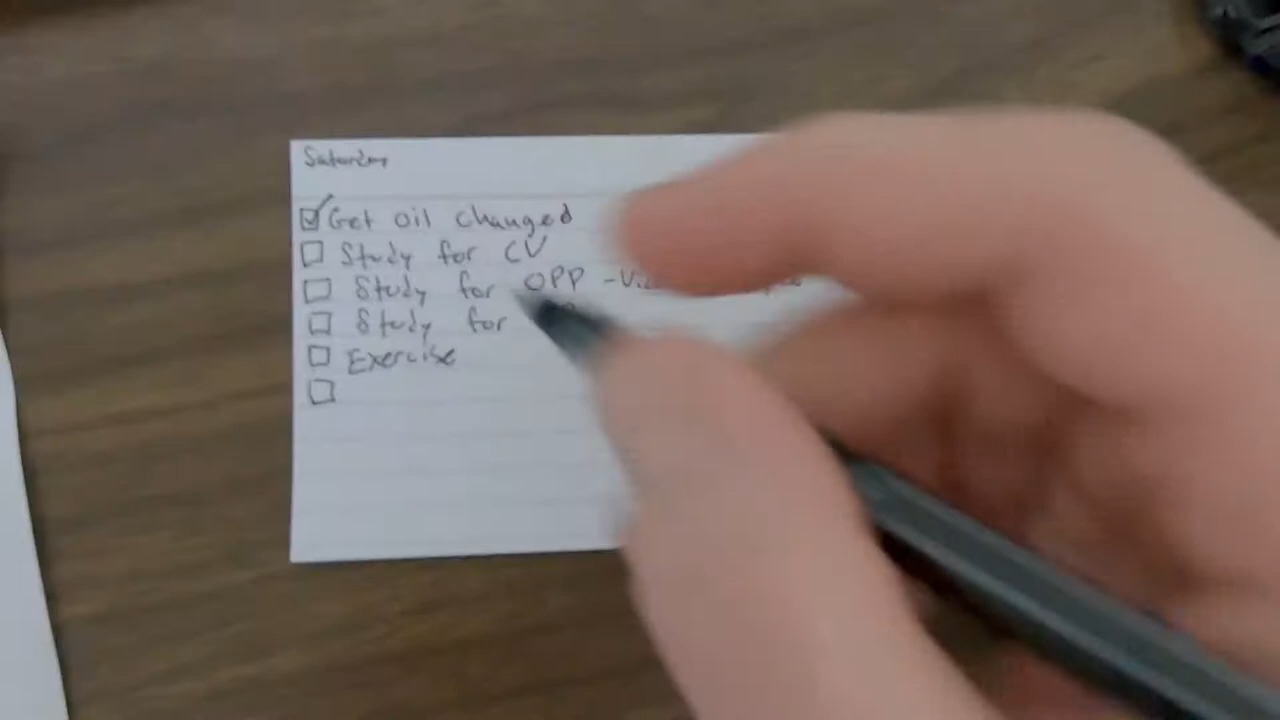 Saturday
Get oil changed
Study for CV
Study for OPP
Study for
Exercise